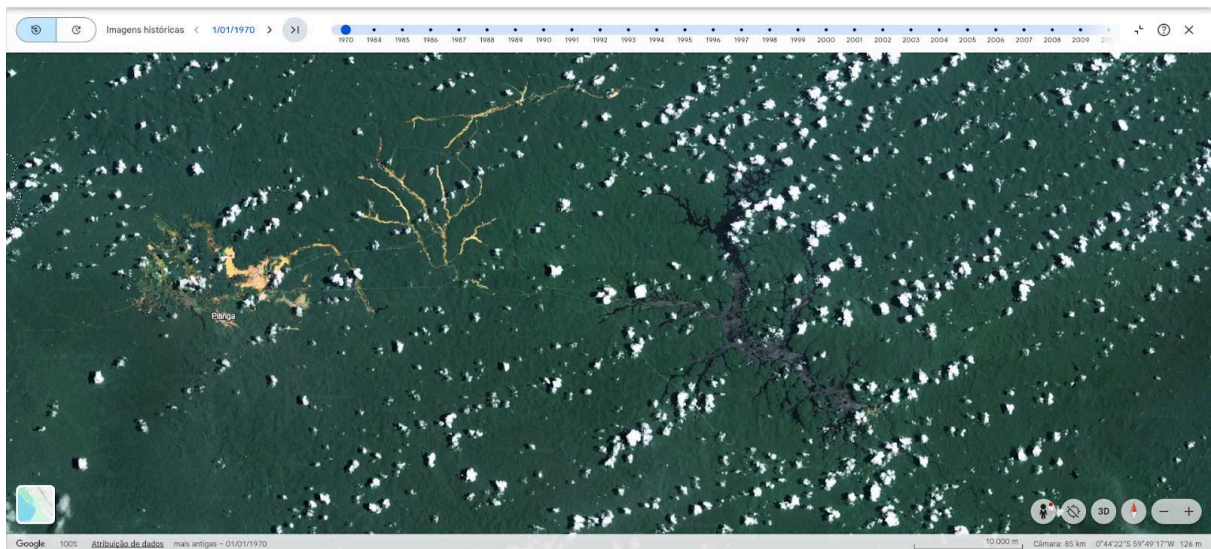 Imagens históricas 1/01/1970
1970 1984 1985 1986 1987 1988 1989 1990 1991 1992 1993 1994 1995 1996 1997 1998 1999 2000 2001 2002 2003 2004 2005 2006 2007 2008 2009
Pitinga
3D
Google 100% Atribuição de dados mais antigas – 01/01/1970 10 000 m Câmara: 85 km 0°44'22"S 59°49'17"W 126 m